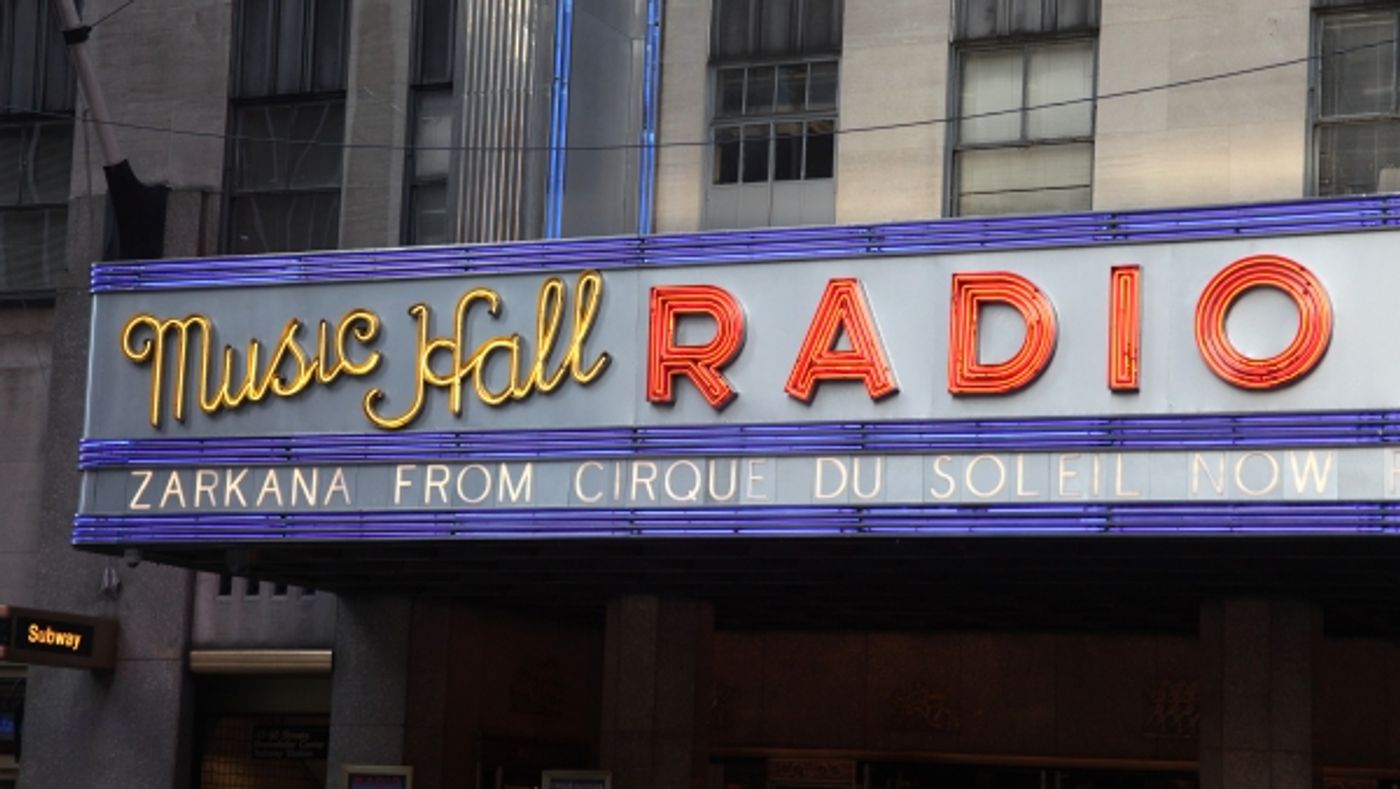 Music Hall RADIO
ZARKANA FROM CIRQUE DU SOLEIL NOW
Subway